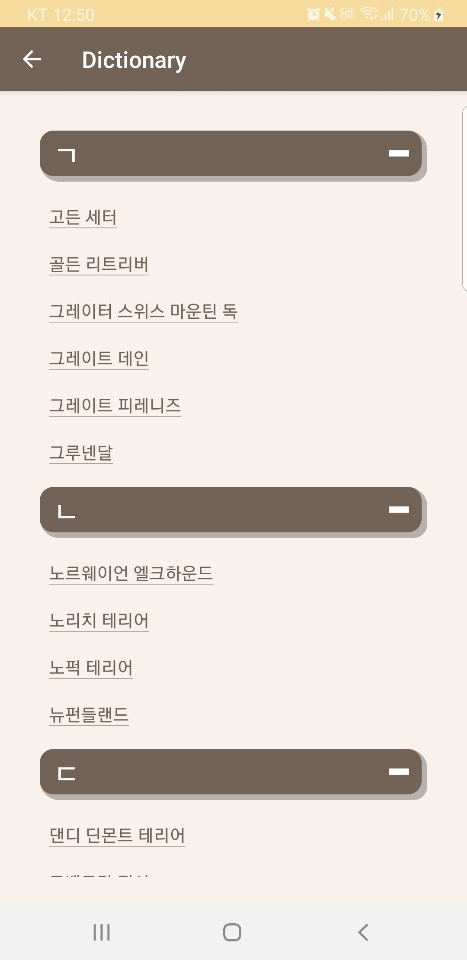 KT 12:50 HD 70%
Dictionary
ㄱ
고든 세터
골든 리트리버
그레이터 스위스 마운틴 독
그레이트 데인
그레이트 피레니즈
그루넨달
ㄴ
노르웨이언 엘크하운드
노리치 테리어
노퍽 테리어
뉴펀들랜드
ㄷ
댄디 딘몬트 테리어